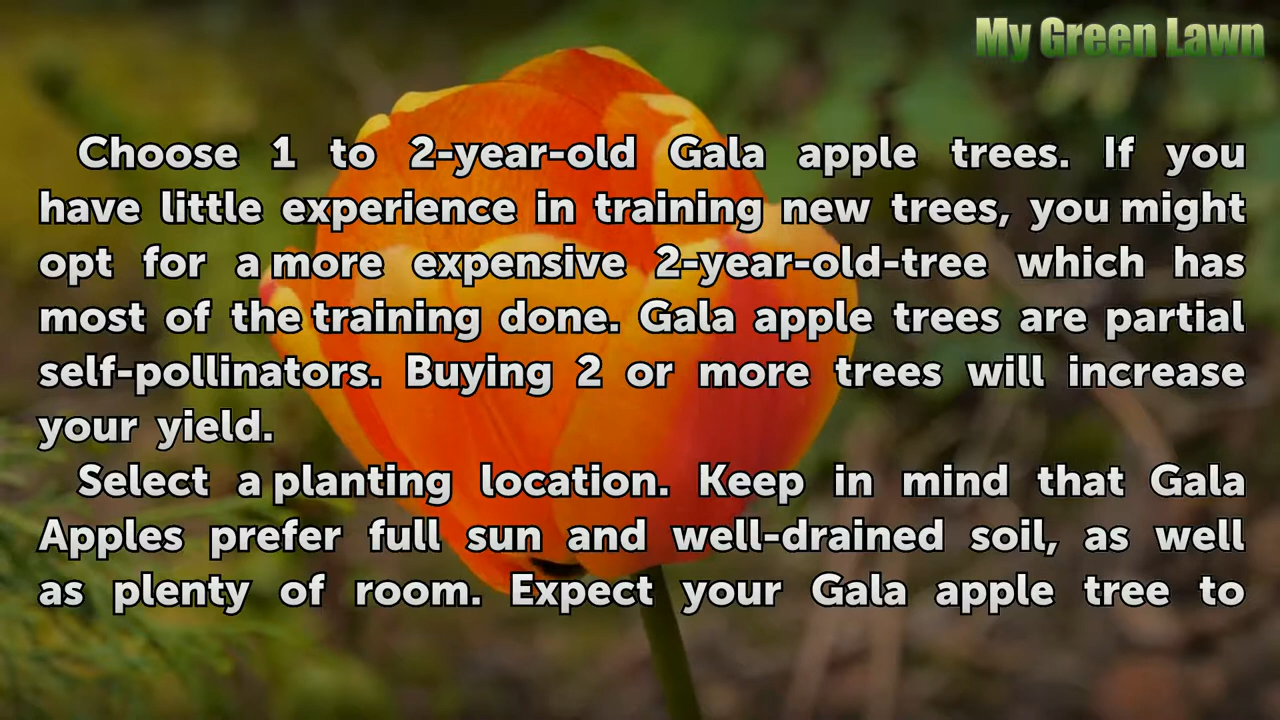 My Green Lawn
Choose 1 to 2-year-old Gala apple trees. If you
have little experience in training new trees, you might
opt for a more expensive 2-year-old-tree which has
most of the training done. Gala apple trees are partial
self-pollinators. Buying 2 or more trees will increase
your yield.
Select a planting location. Keep in mind that Gala
Apples prefer full sun and well-drained soil, as well
as plenty of room. Expect your Gala apple tree to